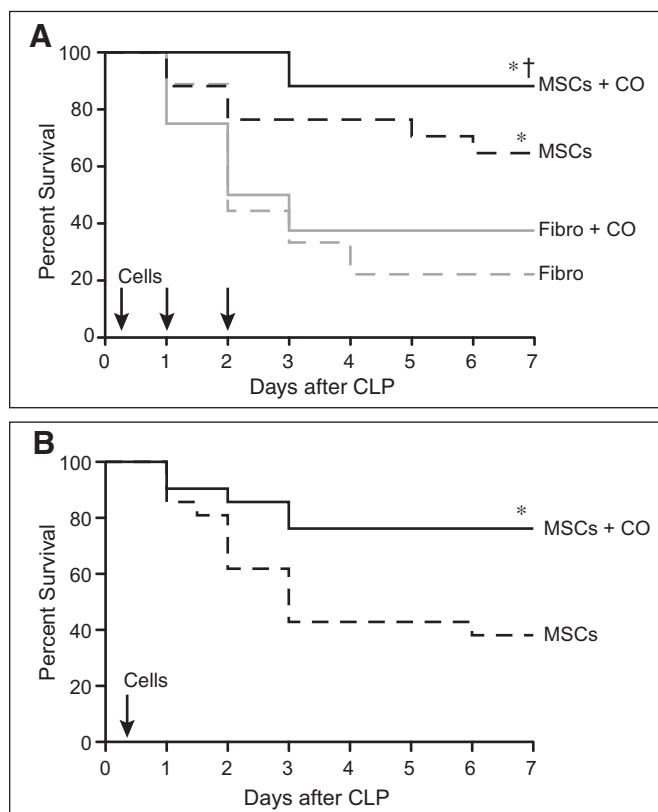 A
100
80
60
40
20
0
Percent Survival
Cells
* †
MSCs + CO
*
MSCs
Fibro + CO
Fibro
0 1 2 3 4 5 6 7
Days after CLP
B
100
80
60
40
20
0
Percent Survival
Cells
*
MSCs + CO
MSCs
0 1 2 3 4 5 6 7
Days after CLP